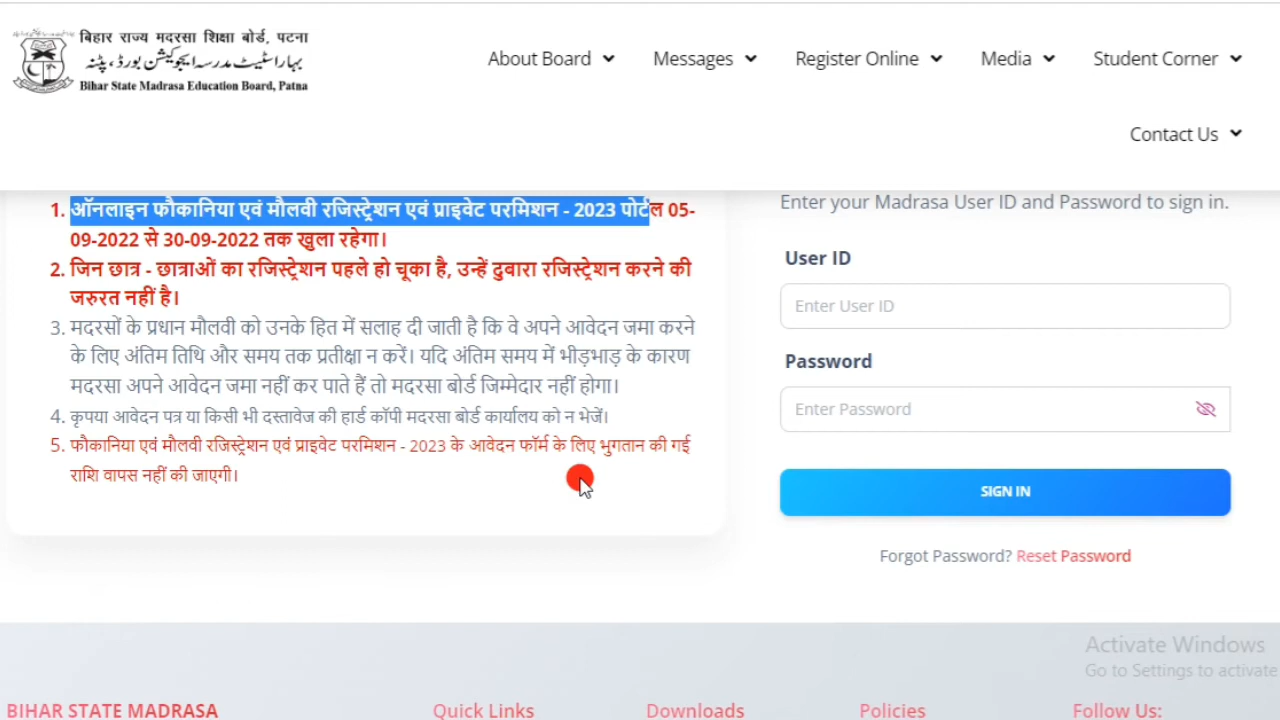 बिहार राज्य मदरसा शिक्षा बोर्ड, पटना
بہار اسٹیٹ مدرسہ ایجوکیشن بورڈ، پٹنہ
Bihar State Madrasa Education Board, Patna
About Board
Messages
Register Online
Media
Student Corner
Contact Us
1. ऑनलाइन फौकानिया एवं मौलवी रजिस्ट्रेशन एवं प्राइवेट परमिशन - 2023 पोर्टल 05-
09-2022 से 30-09-2022 तक खुला रहेगा।
2. जिन छात्र - छात्राओं का रजिस्ट्रेशन पहले हो चूका है, उन्हें दुबारा रजिस्ट्रेशन करने की
जरुरत नहीं है।
3. मदरसों के प्रधान मौलवी को उनके हित में सलाह दी जाती है कि वे अपने आवेदन जमा करने
के लिए अंतिम तिथि और समय तक प्रतीक्षा न करें। यदि अंतिम समय में भीड़भाड़ के कारण
मदरसा अपने आवेदन जमा नहीं कर पाते हैं तो मदरसा बोर्ड जिम्मेदार नहीं होगा।
4. कृपया आवेदन पत्र या किसी भी दस्तावेज की हार्ड कॉपी मदरसा बोर्ड कार्यालय को न भेजें।
5. फौकानिया एवं मौलवी रजिस्ट्रेशन एवं प्राइवेट परमिशन - 2023 के आवेदन फॉर्म के लिए भुगतान की गई
राशि वापस नहीं की जाएगी।
Enter your Madrasa User ID and Password to sign in.
User ID
Enter User ID
Password
Enter Password
SIGN IN
Forgot Password? Reset Password
Activate Windows
Go to Settings to activate
BIHAR STATE MADRASA
Quick Links
Downloads
Policies
Follow Us: